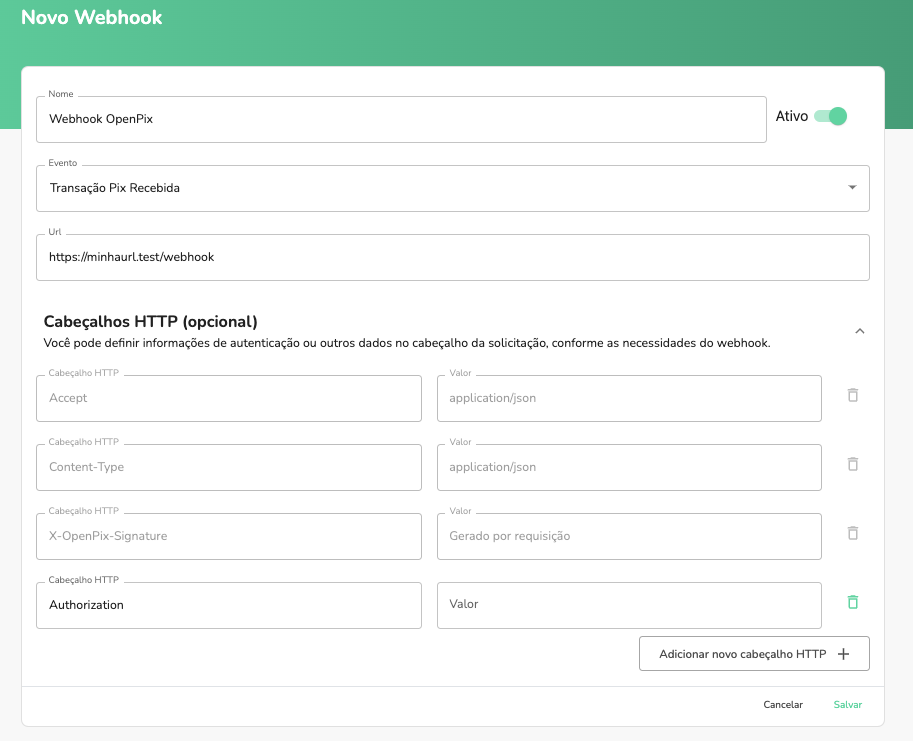 Novo Webhook
Nome
Webhook OpenPix
Ativo
Evento
Transação Pix Recebida
Url
https://minhaurl.test/webhook
Cabeçalhos HTTP (opcional)
Você pode definir informações de autenticação ou outros dados no cabeçalho da solicitação, conforme as necessidades do webhook.
Cabeçalho HTTP Valor
Accept application/json
Cabeçalho HTTP Valor
Content-Type application/json
Cabeçalho HTTP Valor
X-OpenPix-Signature Gerado por requisição
Cabeçalho HTTP
Authorization Valor
Adicionar novo cabeçalho HTTP
Cancelar Salvar